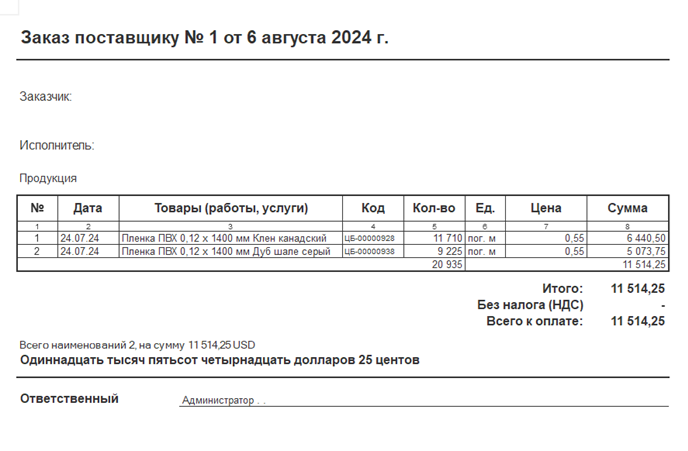 Заказ поставщику № 1 от 6 августа 2024 г.
Заказчик:
Исполнитель:
Продукция
№ Дата Товары (работы, услуги) Код Кол-во Ед. Цена Сумма
1 2 3 4 5 6 7 8
1 24.07.24 Пленка ПВХ 0,12 х 1400 мм Клен канадский ЦБ-00000928 11 710 пог. м 0,55 6 440,50
2 24.07.24 Пленка ПВХ 0,12 х 1400 мм Дуб шале серый ЦБ-00000938 9 225 пог. м 0,55 5 073,75
20 935 11 514,25
Итого: 11 514,25
Без налога (НДС) -
Всего к оплате: 11 514,25
Всего наименований 2, на сумму 11 514,25 USD
Одиннадцать тысяч пятьсот четырнадцать долларов 25 центов
Ответственный Администратор . .